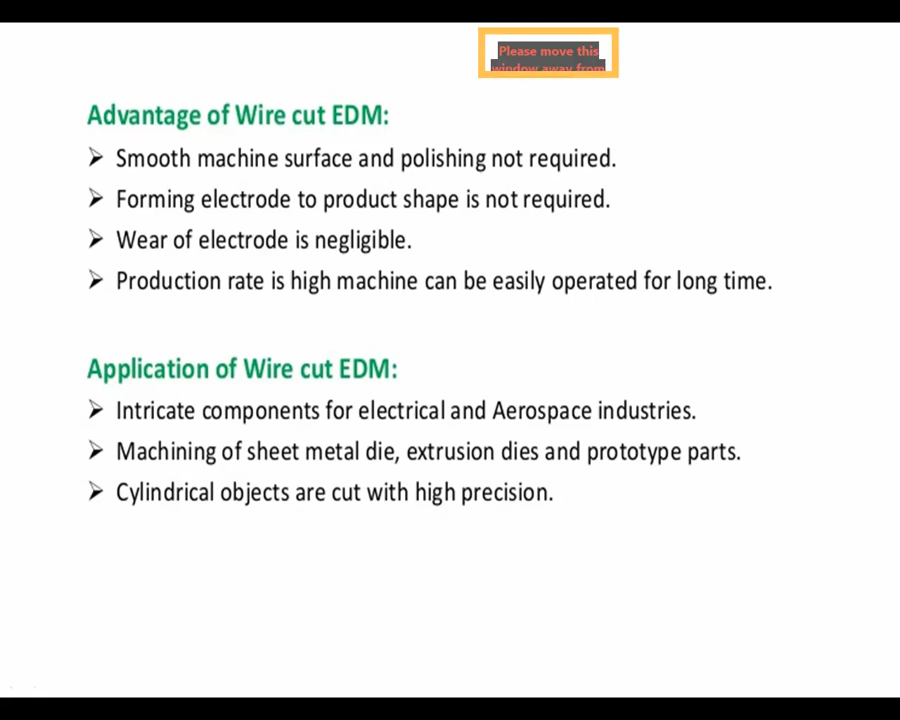 Please move this
window away from
Advantage of Wire cut EDM:
➢ Smooth machine surface and polishing not required.
➢ Forming electrode to product shape is not required.
➢ Wear of electrode is negligible.
➢ Production rate is high machine can be easily operated for long time.
Application of Wire cut EDM:
➢ Intricate components for electrical and Aerospace industries.
➢ Machining of sheet metal die, extrusion dies and prototype parts.
➢ Cylindrical objects are cut with high precision.